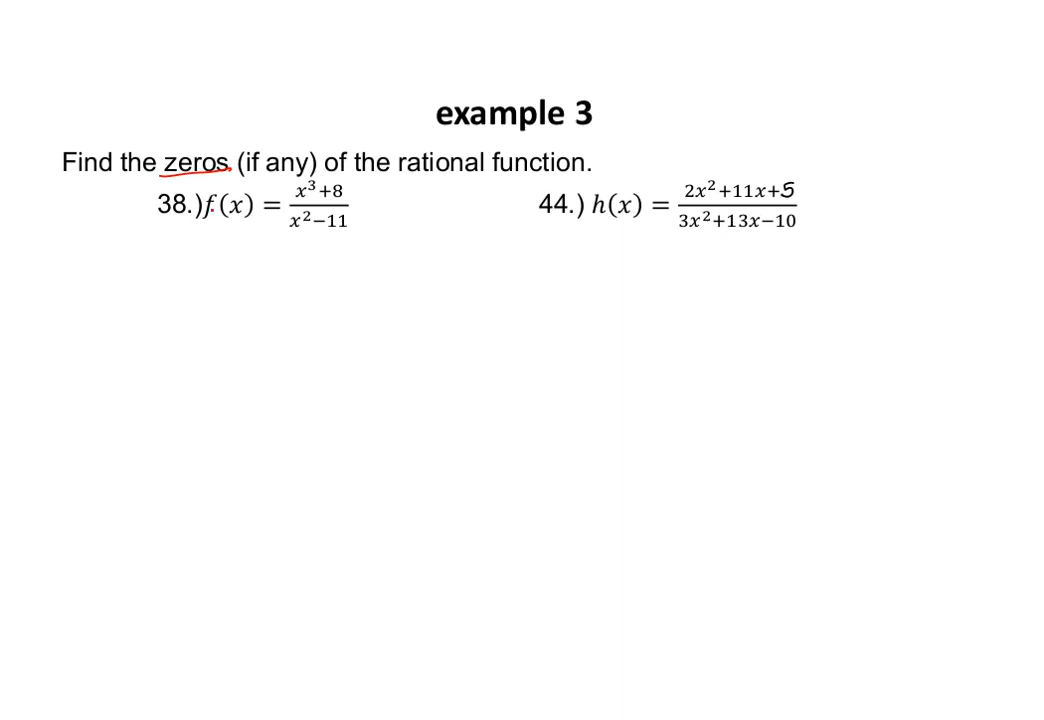 example 3
Find the zeros (if any) of the rational function.
38.) f(x) = x³+8 / x²−11    44.) h(x) = 2x²+11x+5 / 3x²+13x−10